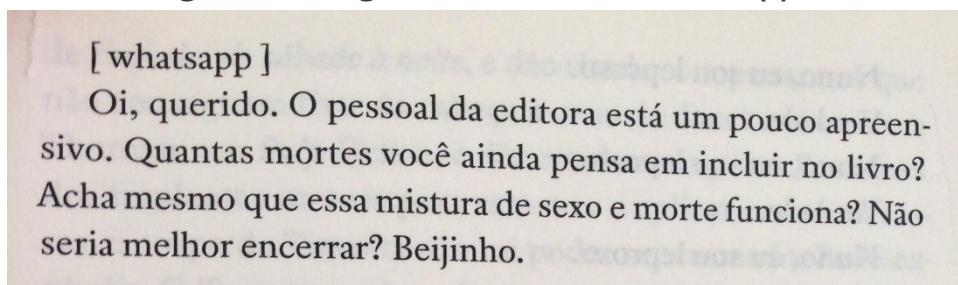 [ whatsapp ]
Oi, querido. O pessoal da editora está um pouco apreen-
sivo. Quantas mortes você ainda pensa em incluir no livro?
Acha mesmo que essa mistura de sexo e morte funciona? Não
seria melhor encerrar? Beijinho.